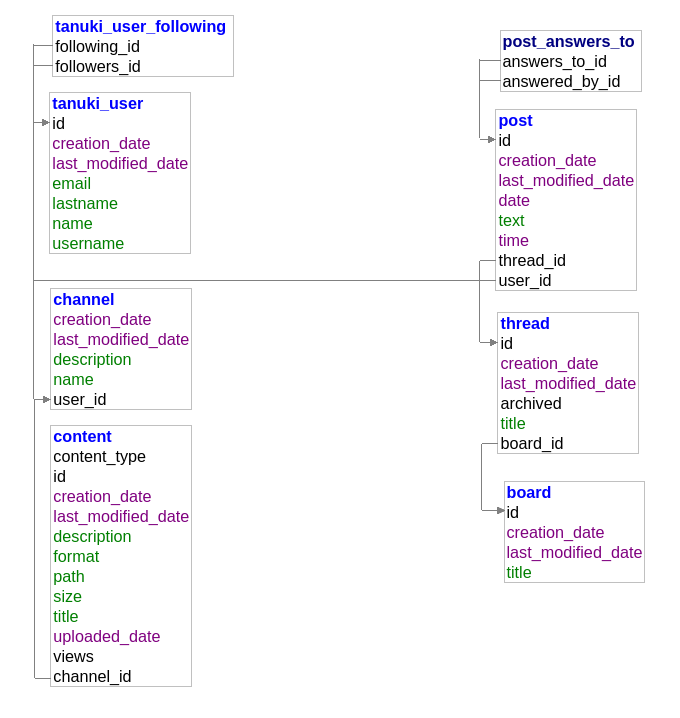 tanuki_user_following
following_id
followers_id
tanuki_user
id
creation_date
last_modified_date
email
lastname
name
username
channel
creation_date
last_modified_date
description
name
user_id
content
content_type
id
creation_date
last_modified_date
description
format
path
size
title
uploaded_date
views
channel_id
post_answers_to
answers_to_id
answered_by_id
post
id
creation_date
last_modified_date
date
text
time
thread_id
user_id
thread
id
creation_date
last_modified_date
archived
title
board_id
board
id
creation_date
last_modified_date
title